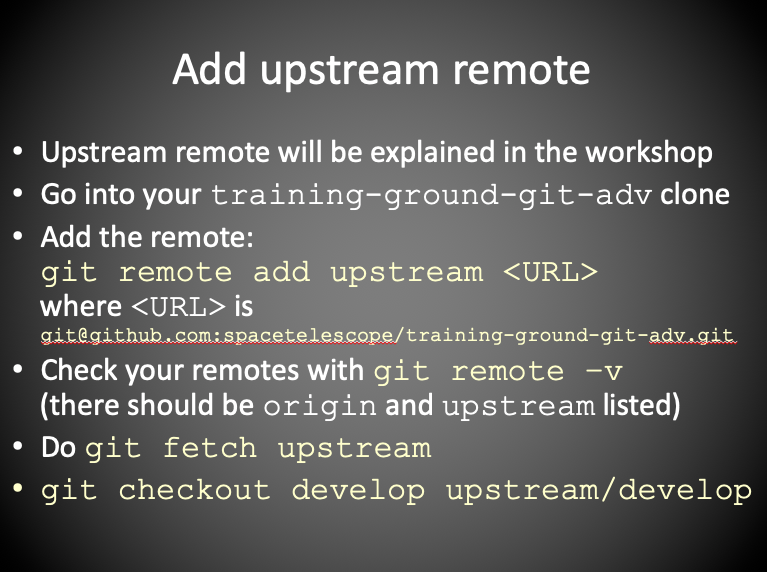 Add upstream remote
• Upstream remote will be explained in the workshop
• Go into your training-ground-git-adv clone
• Add the remote:
git remote add upstream <URL>
where <URL> is
git@github.com:spacetelescope/training-ground-git-adv.git
• Check your remotes with git remote –v
(there should be origin and upstream listed)
• Do git fetch upstream
• git checkout develop upstream/develop